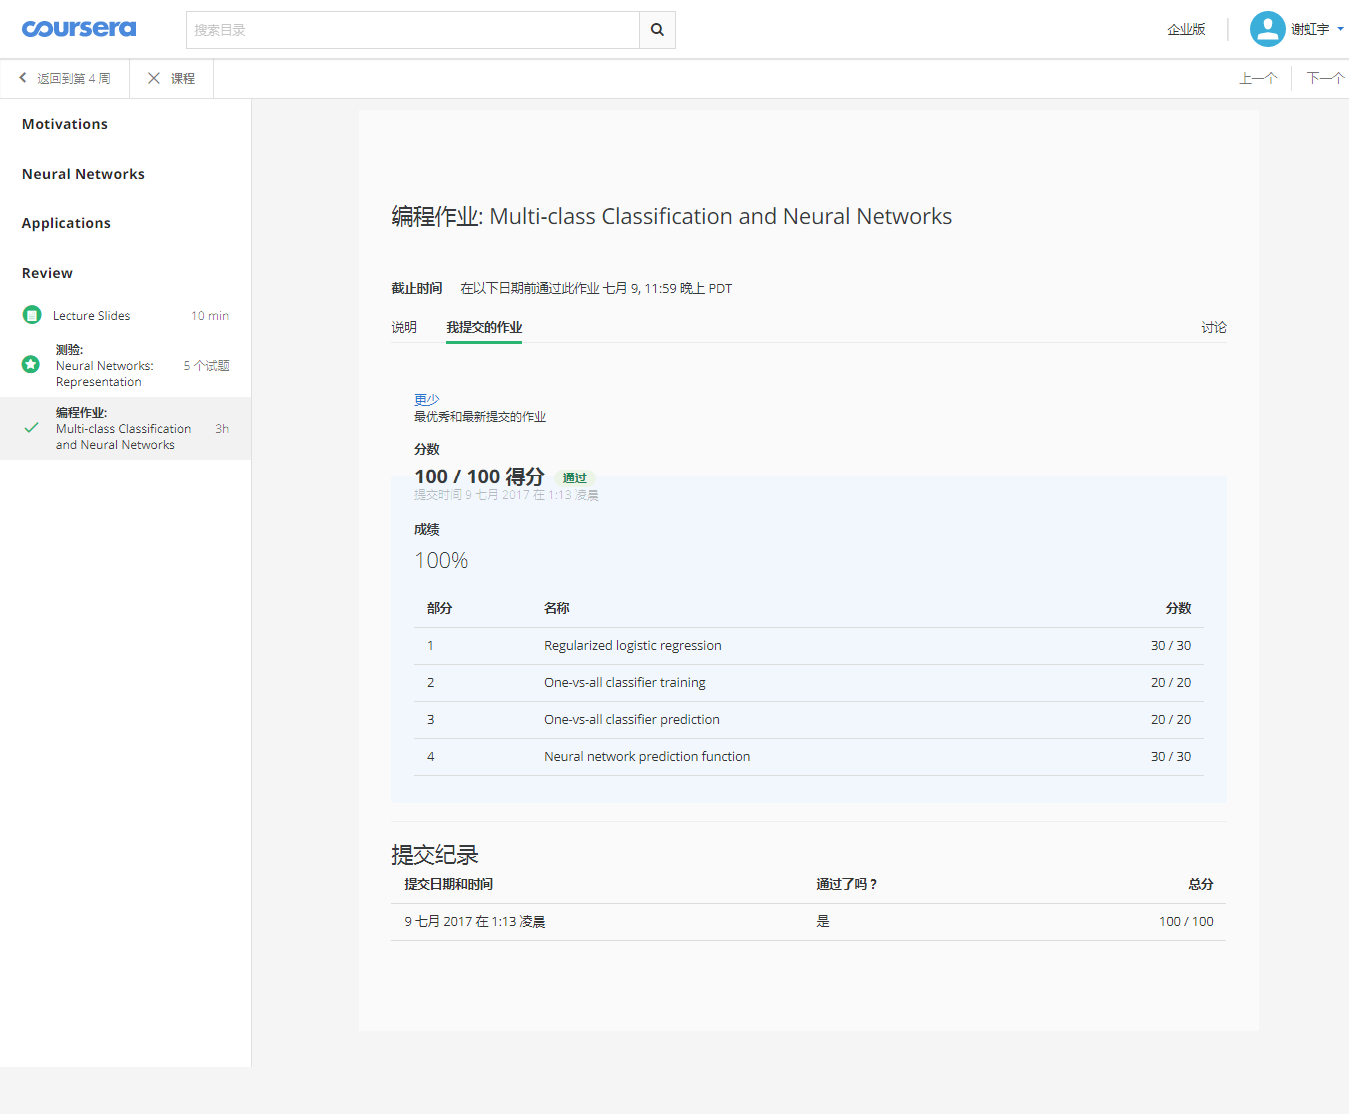 coursera
搜索目录
企业版
谢虹宇
返回到第 4 周
课程
上一个
下一个
Motivations
Neural Networks
Applications
Review
Lecture Slides
10 min
测验:
Neural Networks:
Representation
5 个试题
编程作业:
Multi-class Classification
and Neural Networks
3h
编程作业: Multi-class Classification and Neural Networks
截止时间 在以下日期前通过此作业 七月 9, 11:59 晚上 PDT
说明 我提交的作业 讨论
更少
最优秀和最新提交的作业
分数
100 / 100 得分 通过
提交时间 9 七月 2017 在 1:13 凌晨
成绩
100%
部分 名称 分数
1 Regularized logistic regression 30 / 30
2 One-vs-all classifier training 20 / 20
3 One-vs-all classifier prediction 20 / 20
4 Neural network prediction function 30 / 30
提交纪录
提交日期和时间 通过了吗？ 总分
9 七月 2017 在 1:13 凌晨 是 100 / 100